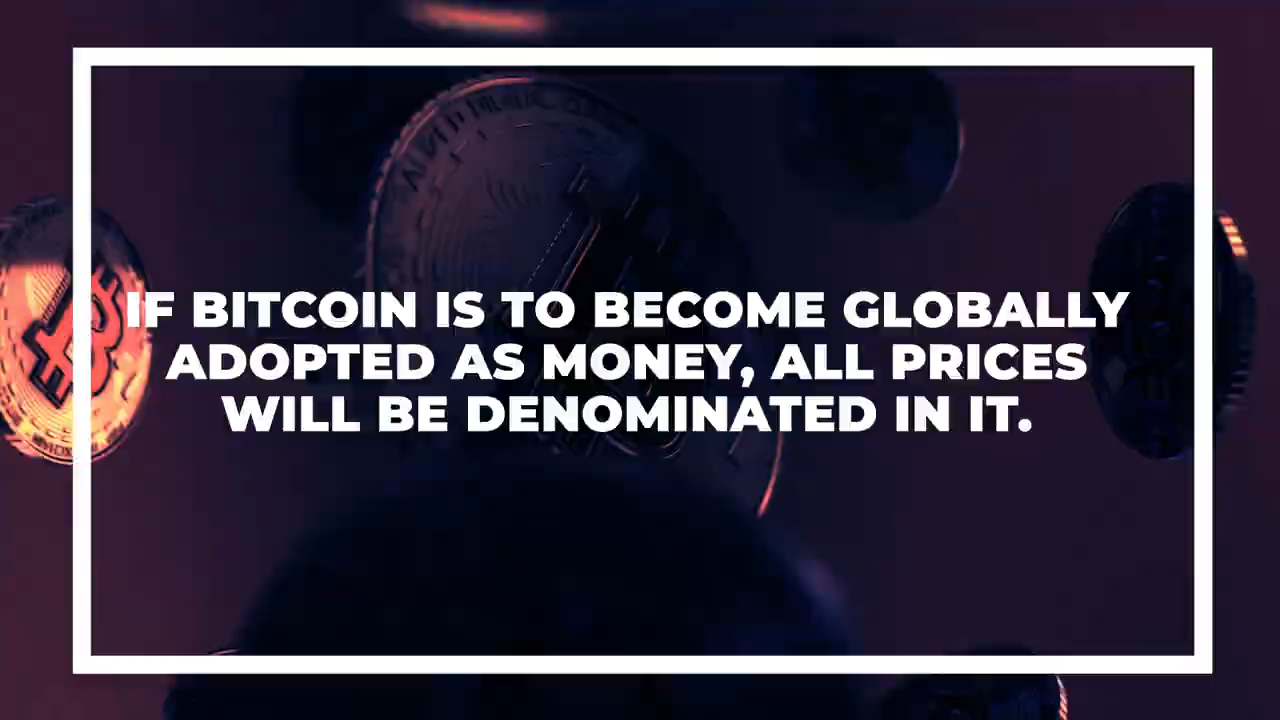 IF BITCOIN IS TO BECOME GLOBALLY
ADOPTED AS MONEY, ALL PRICES
WILL BE DENOMINATED IN IT.